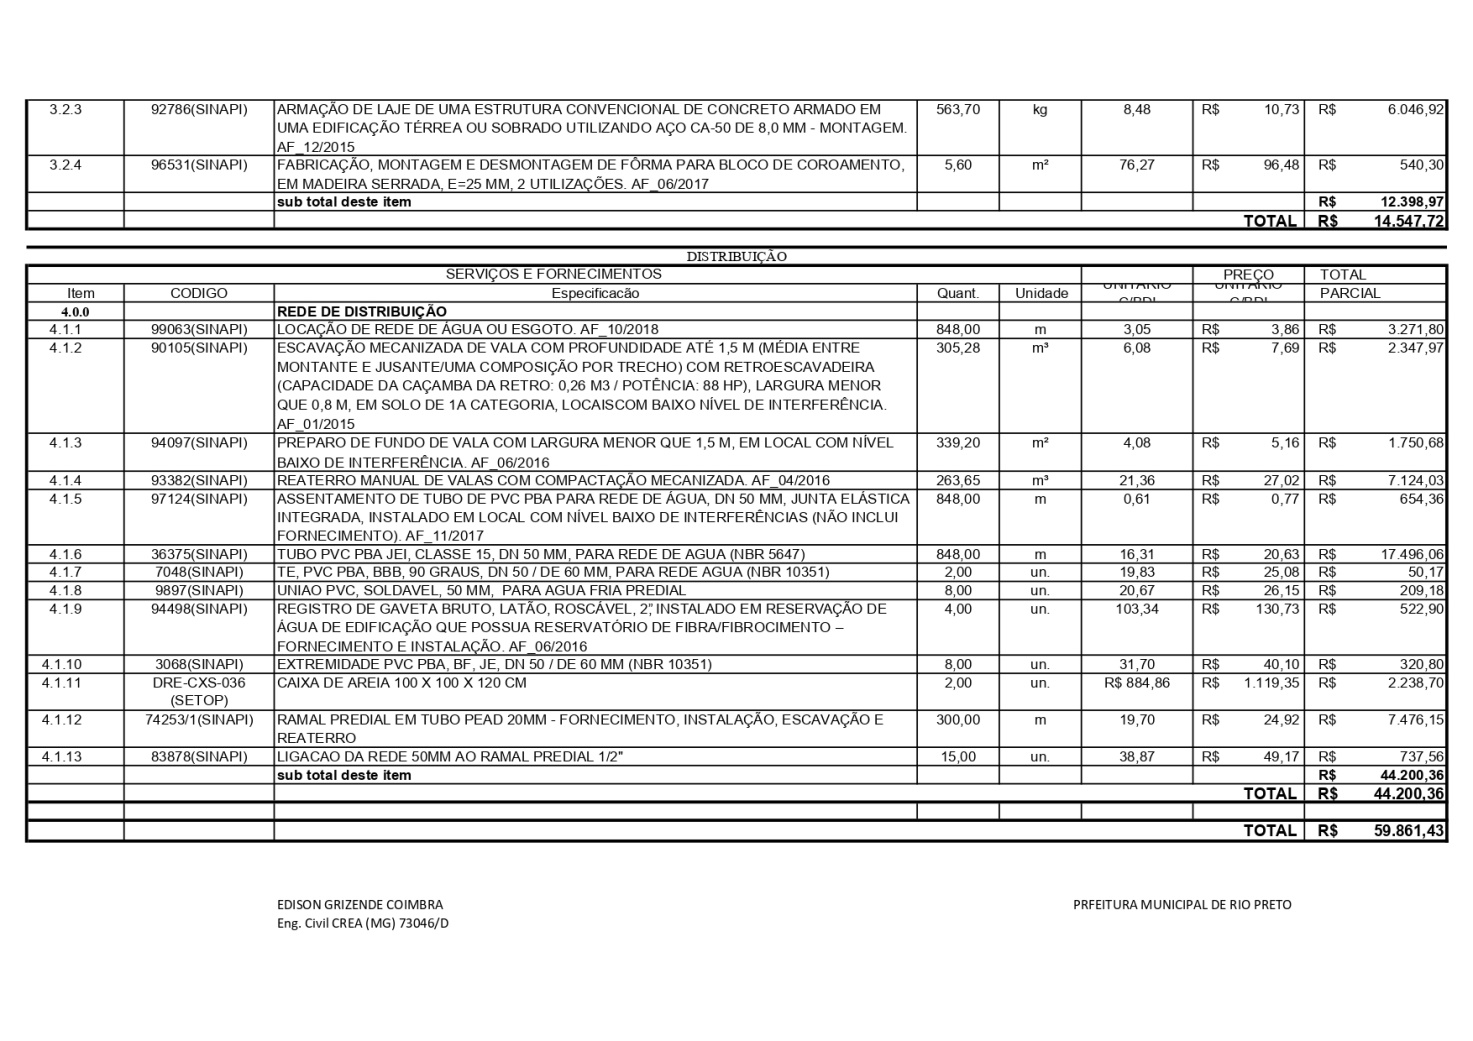 3.2.3 92786(SINAPI) ARMAÇÃO DE LAJE DE UMA ESTRUTURA CONVENCIONAL DE CONCRETO ARMADO EM 563,70 kg 8,48 R$ 10,73 R$ 6.046,92
UMA EDIFICAÇÃO TÉRREA OU SOBRADO UTILIZANDO AÇO CA-50 DE 8,0 MM - MONTAGEM.
AF_12/2015
3.2.4 96531(SINAPI) FABRICAÇÃO, MONTAGEM E DESMONTAGEM DE FÔRMA PARA BLOCO DE COROAMENTO, 5,60 m² 76,27 R$ 96,48 R$ 540,30
EM MADEIRA SERRADA, E=25 MM, 2 UTILIZAÇÕES. AF_06/2017
sub total deste item R$ 12.398,97
TOTAL R$ 14.547,72
DISTRIBUIÇÃO
SERVIÇOS E FORNECIMENTOS PREÇO TOTAL
Item CODIGO Especificacão Quant. Unidade UNITARIO C/BDI UNITARIO C/BDI PARCIAL
4.0.0 REDE DE DISTRIBUIÇÃO
4.1.1 99063(SINAPI) LOCAÇÃO DE REDE DE ÁGUA OU ESGOTO. AF_10/2018 848,00 m 3,05 R$ 3,86 R$ 3.271,80
4.1.2 90105(SINAPI) ESCAVAÇÃO MECANIZADA DE VALA COM PROFUNDIDADE ATÉ 1,5 M (MÉDIA ENTRE 305,28 m³ 6,08 R$ 7,69 R$ 2.347,97
MONTANTE E JUSANTE/UMA COMPOSIÇÃO POR TRECHO) COM RETROESCAVADEIRA
(CAPACIDADE DA CAÇAMBA DA RETRO: 0,26 M3 / POTÊNCIA: 88 HP), LARGURA MENOR
QUE 0,8 M, EM SOLO DE 1A CATEGORIA, LOCAISCOM BAIXO NÍVEL DE INTERFERÊNCIA.
AF_01/2015
4.1.3 94097(SINAPI) PREPARO DE FUNDO DE VALA COM LARGURA MENOR QUE 1,5 M, EM LOCAL COM NÍVEL 339,20 m² 4,08 R$ 5,16 R$ 1.750,68
BAIXO DE INTERFERÊNCIA. AF_06/2016
4.1.4 93382(SINAPI) REATERRO MANUAL DE VALAS COM COMPACTAÇÃO MECANIZADA. AF_04/2016 263,65 m³ 21,36 R$ 27,02 R$ 7.124,03
4.1.5 97124(SINAPI) ASSENTAMENTO DE TUBO DE PVC PBA PARA REDE DE ÁGUA, DN 50 MM, JUNTA ELÁSTICA 848,00 m 0,61 R$ 0,77 R$ 654,36
INTEGRADA, INSTALADO EM LOCAL COM NÍVEL BAIXO DE INTERFERÊNCIAS (NÃO INCLUI
FORNECIMENTO). AF_11/2017
4.1.6 36375(SINAPI) TUBO PVC PBA JEI, CLASSE 15, DN 50 MM, PARA REDE DE AGUA (NBR 5647) 848,00 m 16,31 R$ 20,63 R$ 17.496,06
4.1.7 7048(SINAPI) TE, PVC PBA, BBB, 90 GRAUS, DN 50 / DE 60 MM, PARA REDE AGUA (NBR 10351) 2,00 un. 19,83 R$ 25,08 R$ 50,17
4.1.8 9897(SINAPI) UNIAO PVC, SOLDAVEL, 50 MM, PARA AGUA FRIA PREDIAL 8,00 un. 20,67 R$ 26,15 R$ 209,18
4.1.9 94498(SINAPI) REGISTRO DE GAVETA BRUTO, LATÃO, ROSCÁVEL, 2", INSTALADO EM RESERVAÇÃO DE 4,00 un. 103,34 R$ 130,73 R$ 522,90
ÁGUA DE EDIFICAÇÃO QUE POSSUA RESERVATÓRIO DE FIBRA/FIBROCIMENTO –
FORNECIMENTO E INSTALAÇÃO. AF_06/2016
4.1.10 3068(SINAPI) EXTREMIDADE PVC PBA, BF, JE, DN 50 / DE 60 MM (NBR 10351) 8,00 un. 31,70 R$ 40,10 R$ 320,80
4.1.11 DRE-CXS-036 CAIXA DE AREIA 100 X 100 X 120 CM 2,00 un. R$ 884,86 R$ 1.119,35 R$ 2.238,70
(SETOP)
4.1.12 74253/1(SINAPI) RAMAL PREDIAL EM TUBO PEAD 20MM - FORNECIMENTO, INSTALAÇÃO, ESCAVAÇÃO E 300,00 m 19,70 R$ 24,92 R$ 7.476,15
REATERRO
4.1.13 83878(SINAPI) LIGACAO DA REDE 50MM AO RAMAL PREDIAL 1/2" 15,00 un. 38,87 R$ 49,17 R$ 737,56
sub total deste item R$ 44.200,36
TOTAL R$ 44.200,36
TOTAL R$ 59.861,43
EDISON GRIZENDE COIMBRA PRFEITURA MUNICIPAL DE RIO PRETO
Eng. Civil CREA (MG) 73046/D